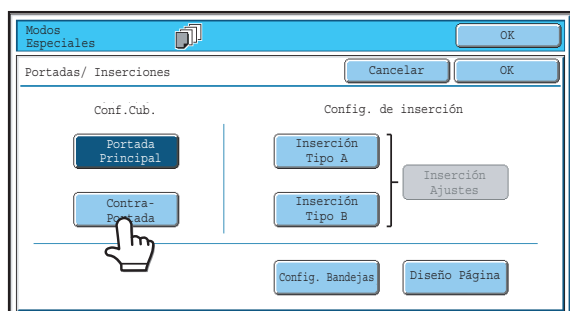 Modos
Especiales
OK
Portadas/ Inserciones
Cancelar
OK
Conf.Cub.
Config. de inserción
Portada
Principal
Inserción
Tipo A
Inserción
Ajustes
Contra-
Portada
Inserción
Tipo B
Config. Bandejas
Diseño Página